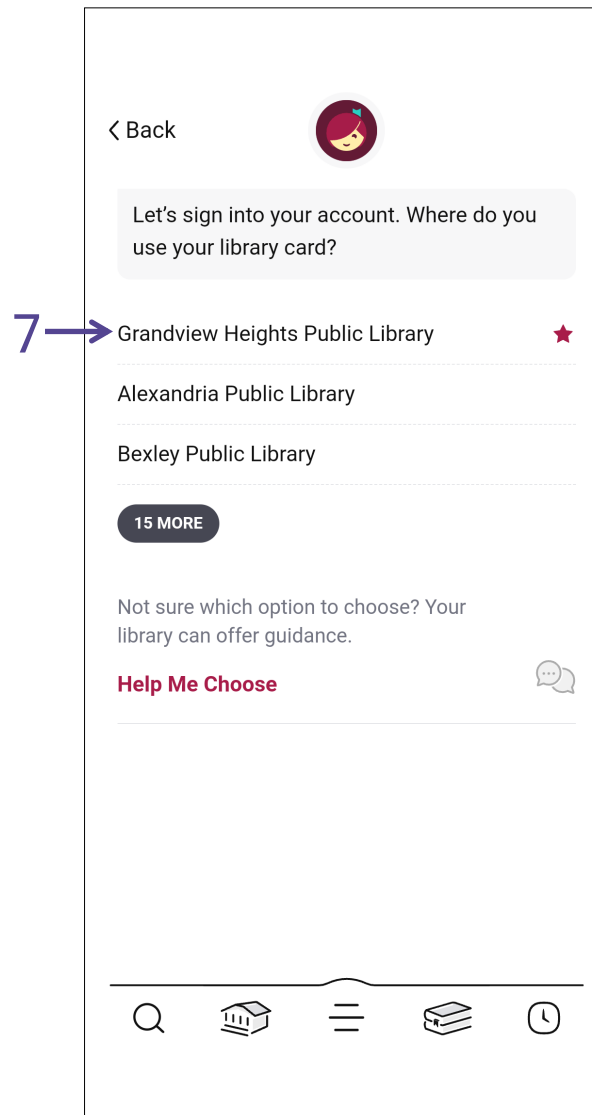 Back
Let’s sign into your account. Where do you
use your library card?
7
Grandview Heights Public Library
Alexandria Public Library
Bexley Public Library
15 MORE
Not sure which option to choose? Your
library can offer guidance.
Help Me Choose